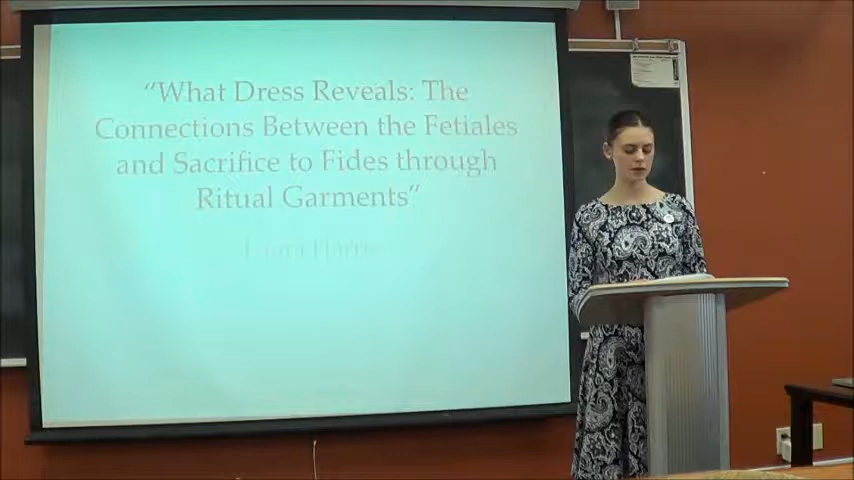 “What Dress Reveals: The
Connections Between the Fetiales
and Sacrifice to Fides through
Ritual Garments”